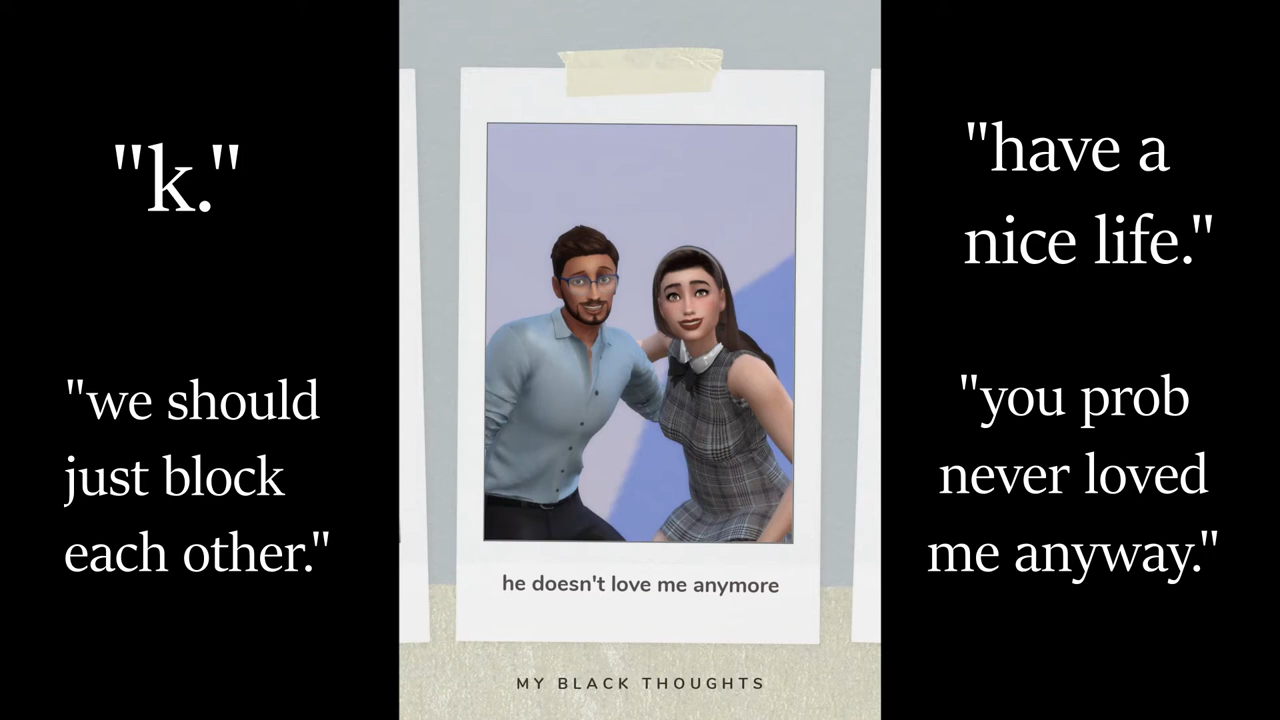 "k."
"we should
just block
each other."
he doesn't love me anymore
MY BLACK THOUGHTS
"have a
nice life."
"you prob
never loved
me anyway."